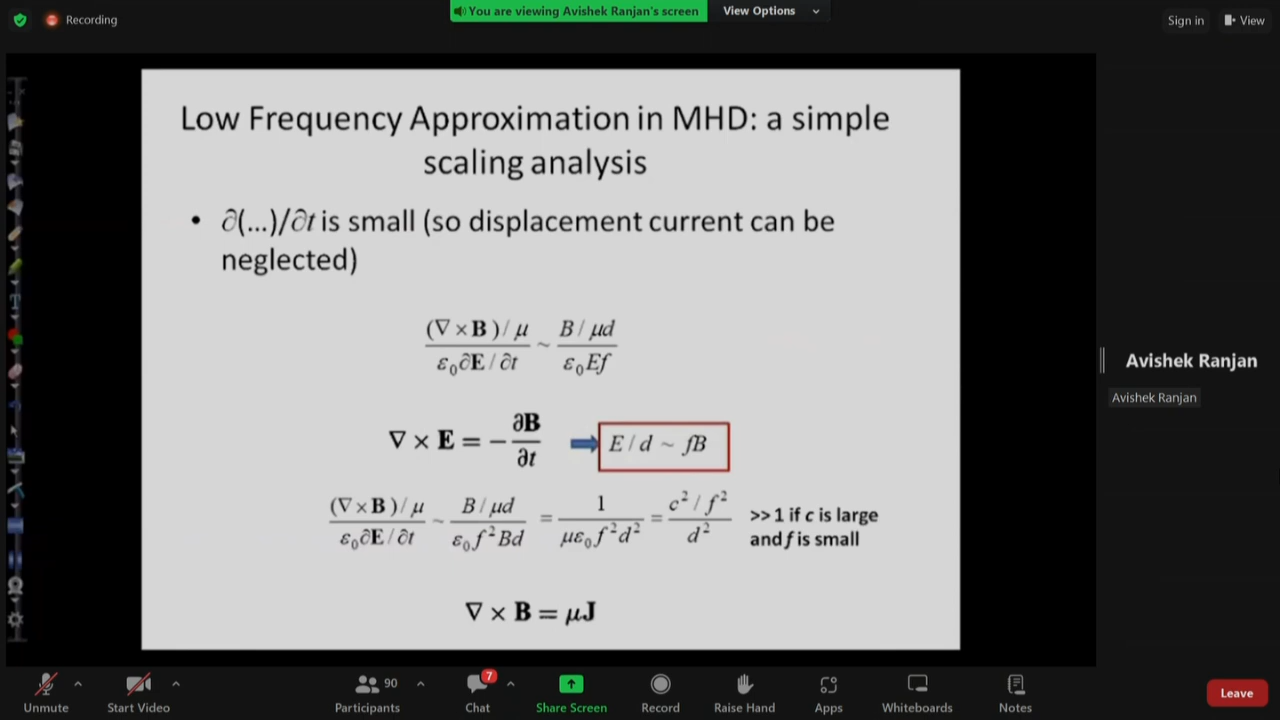 Recording
You are viewing Avishek Ranjan's screen
View Options
Sign in
View
Low Frequency Approximation in MHD: a simple
scaling analysis
• ∂(...)/∂t is small (so displacement current can be
neglected)
(∇ × B)/μ / ε₀∂E/∂t ~ B/μd / ε₀Ef
∇ × E = − ∂B/∂t ➡ E/d ~ fB
(∇ × B)/μ / ε₀∂E/∂t ~ B/μd / ε₀f²Bd = 1 / με₀f²d² = c²/f² / d² >>1 if c is large
and f is small
∇ × B = μJ
Avishek Ranjan
Avishek Ranjan
Unmute
Start Video
90
Participants
7
Chat
Share Screen
Record
Raise Hand
Apps
Whiteboards
Notes
Leave